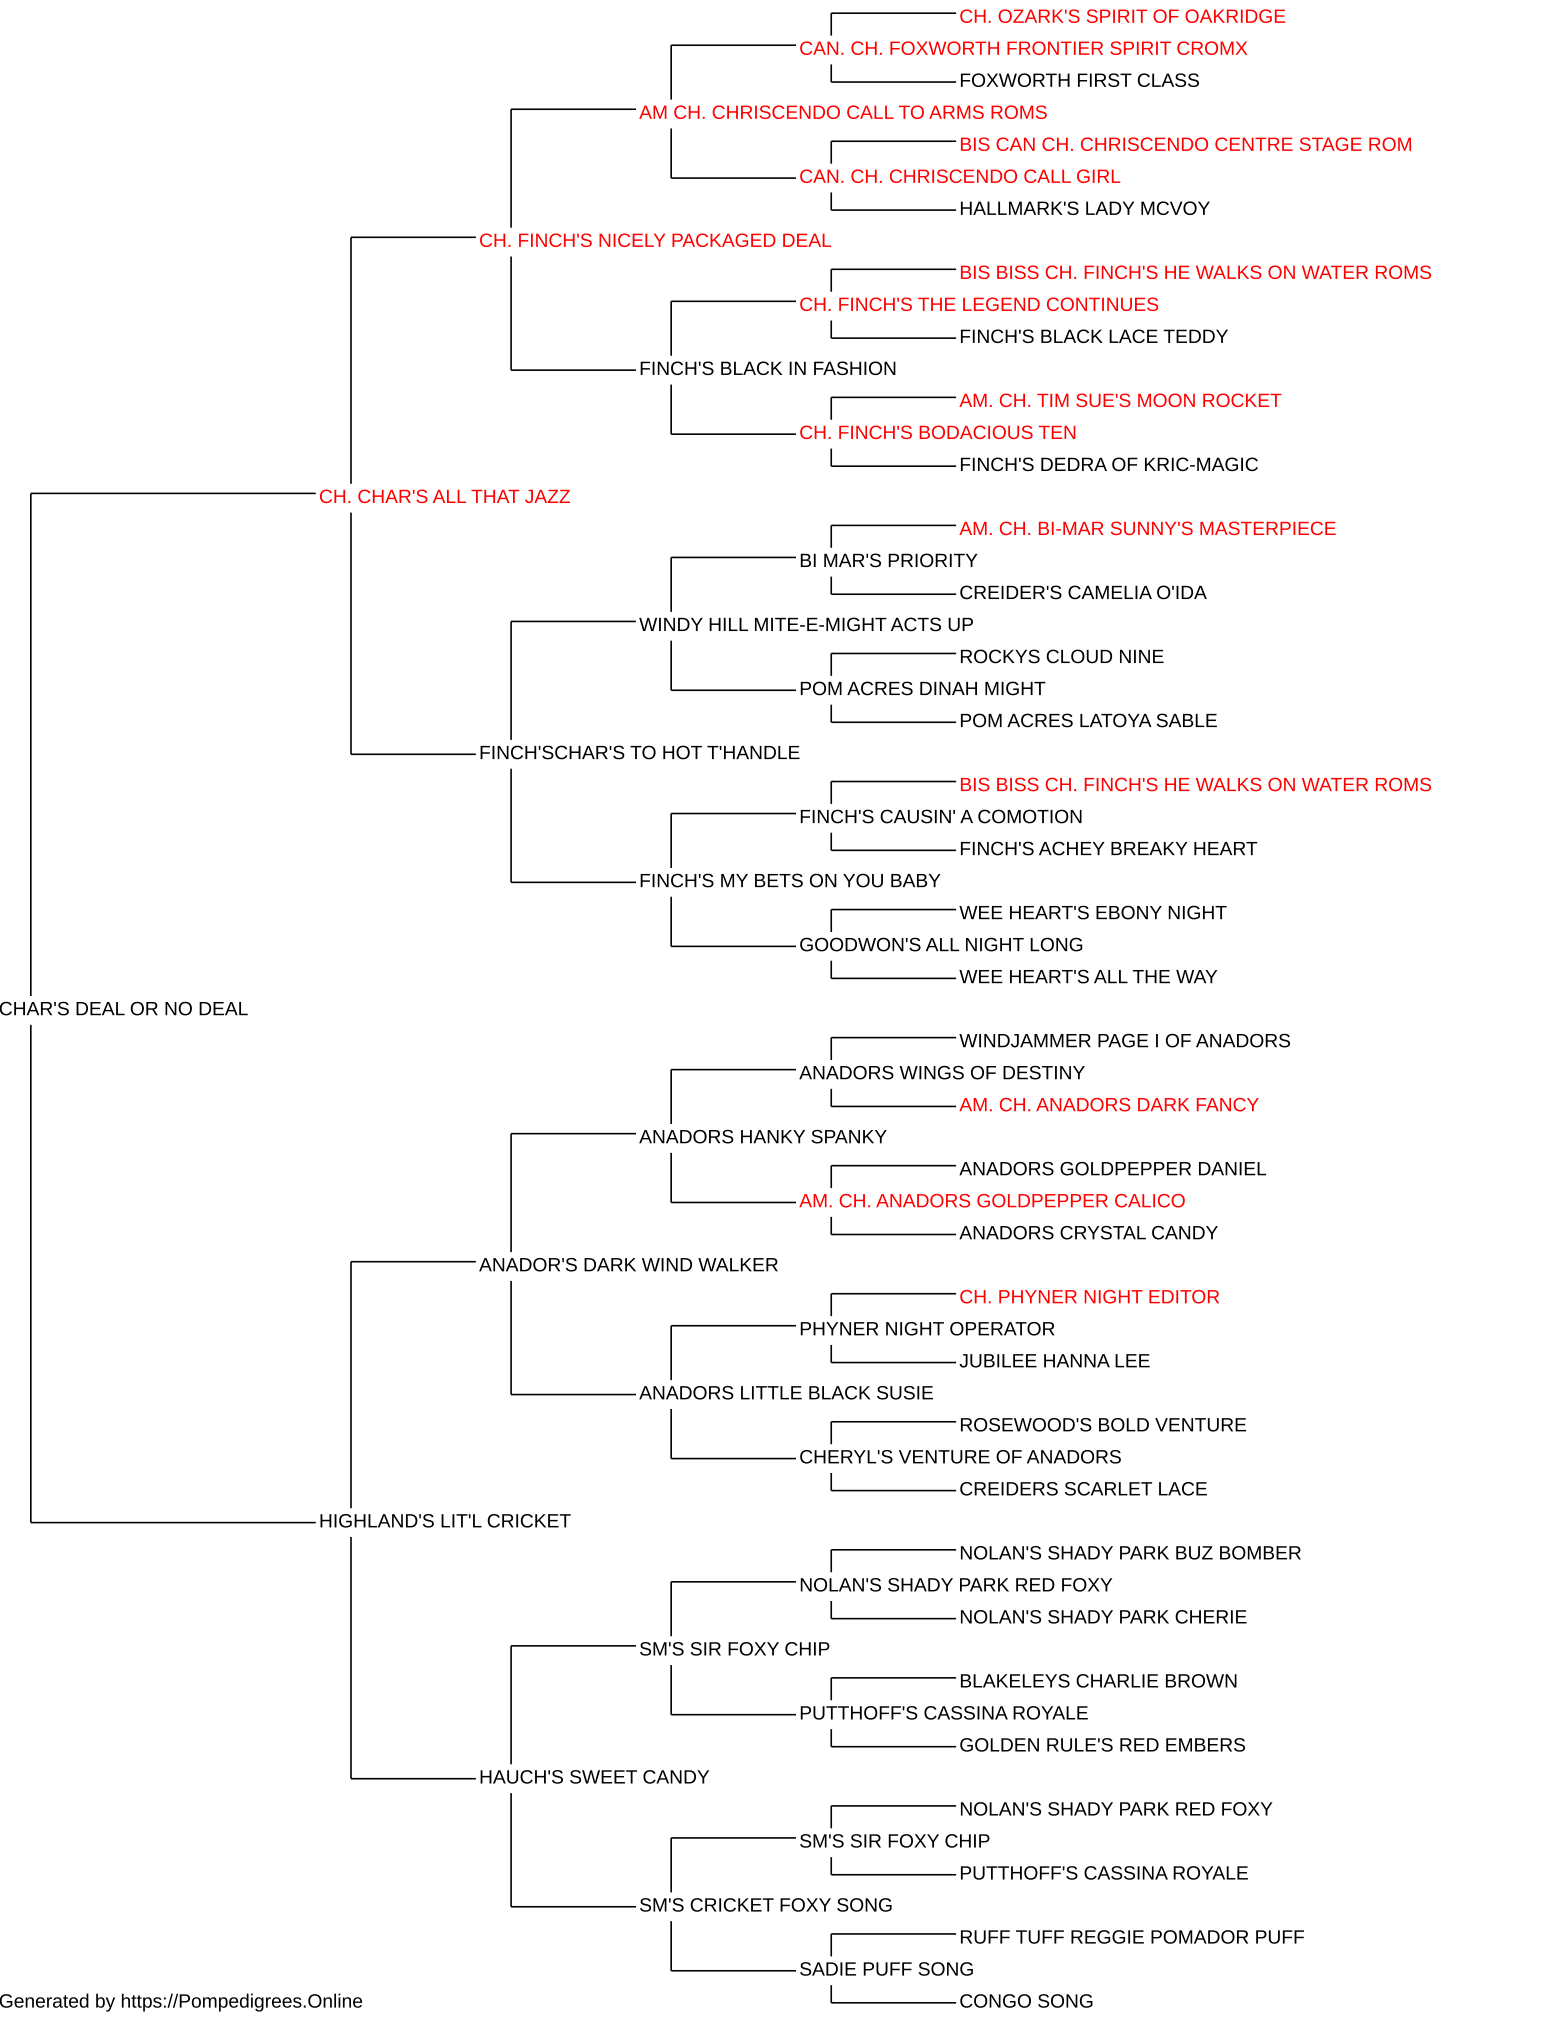 CH. OZARK'S SPIRIT OF OAKRIDGE
CAN. CH. FOXWORTH FRONTIER SPIRIT CROMX
FOXWORTH FIRST CLASS
AM CH. CHRISCENDO CALL TO ARMS ROMS
BIS CAN CH. CHRISCENDO CENTRE STAGE ROM
CAN. CH. CHRISCENDO CALL GIRL
HALLMARK'S LADY MCVOY
CH. FINCH'S NICELY PACKAGED DEAL
BIS BISS CH. FINCH'S HE WALKS ON WATER ROMS
CH. FINCH'S THE LEGEND CONTINUES
FINCH'S BLACK LACE TEDDY
FINCH'S BLACK IN FASHION
AM. CH. TIM SUE'S MOON ROCKET
CH. FINCH'S BODACIOUS TEN
FINCH'S DEDRA OF KRIC-MAGIC
CH. CHAR'S ALL THAT JAZZ
AM. CH. BI-MAR SUNNY'S MASTERPIECE
BI MAR'S PRIORITY
CREIDER'S CAMELIA O'IDA
WINDY HILL MITE-E-MIGHT ACTS UP
ROCKYS CLOUD NINE
POM ACRES DINAH MIGHT
POM ACRES LATOYA SABLE
FINCH'SCHAR'S TO HOT T'HANDLE
BIS BISS CH. FINCH'S HE WALKS ON WATER ROMS
FINCH'S CAUSIN' A COMOTION
FINCH'S ACHEY BREAKY HEART
FINCH'S MY BETS ON YOU BABY
WEE HEART'S EBONY NIGHT
GOODWON'S ALL NIGHT LONG
WEE HEART'S ALL THE WAY
CHAR'S DEAL OR NO DEAL
WINDJAMMER PAGE I OF ANADORS
ANADORS WINGS OF DESTINY
AM. CH. ANADORS DARK FANCY
ANADORS HANKY SPANKY
ANADORS GOLDPEPPER DANIEL
AM. CH. ANADORS GOLDPEPPER CALICO
ANADORS CRYSTAL CANDY
ANADOR'S DARK WIND WALKER
CH. PHYNER NIGHT EDITOR
PHYNER NIGHT OPERATOR
JUBILEE HANNA LEE
ANADORS LITTLE BLACK SUSIE
ROSEWOOD'S BOLD VENTURE
CHERYL'S VENTURE OF ANADORS
CREIDERS SCARLET LACE
HIGHLAND'S LIT'L CRICKET
NOLAN'S SHADY PARK BUZ BOMBER
NOLAN'S SHADY PARK RED FOXY
NOLAN'S SHADY PARK CHERIE
SM'S SIR FOXY CHIP
BLAKELEYS CHARLIE BROWN
PUTTHOFF'S CASSINA ROYALE
GOLDEN RULE'S RED EMBERS
HAUCH'S SWEET CANDY
NOLAN'S SHADY PARK RED FOXY
SM'S SIR FOXY CHIP
PUTTHOFF'S CASSINA ROYALE
SM'S CRICKET FOXY SONG
RUFF TUFF REGGIE POMADOR PUFF
SADIE PUFF SONG
CONGO SONG
Generated by https://Pompedigrees.Online